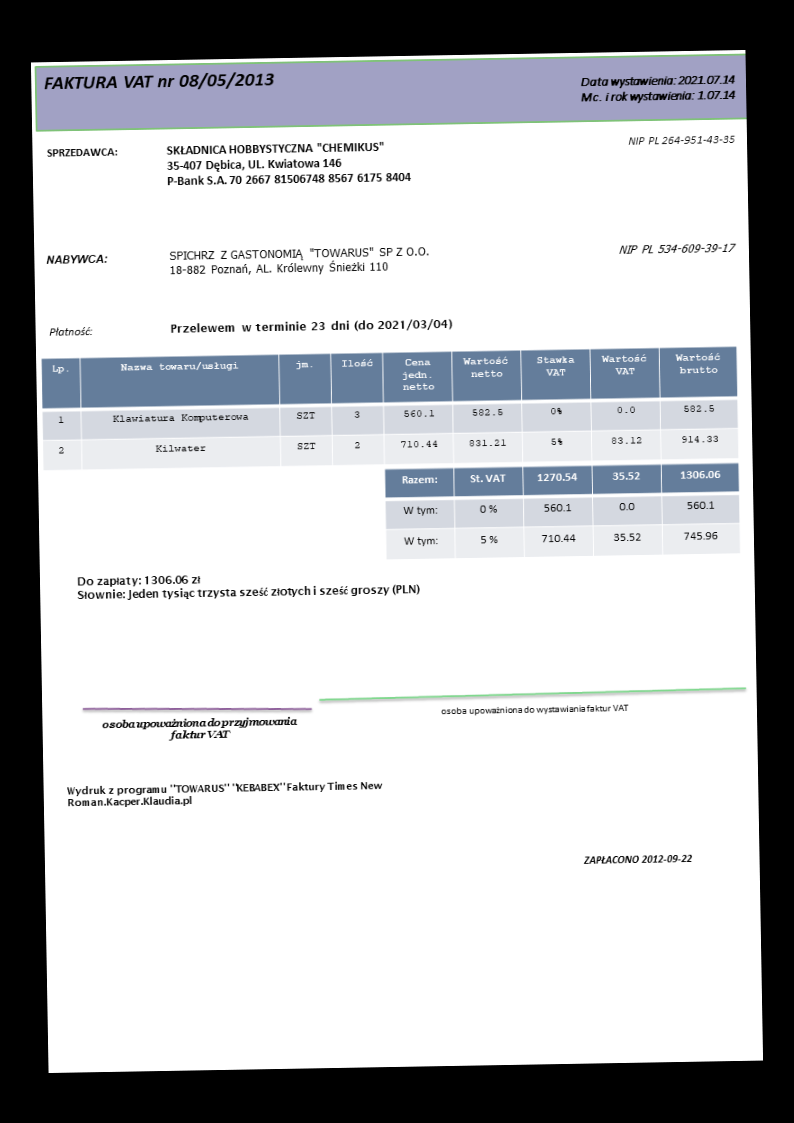 FAKTURA VAT nr 08/05/2013
Data wystawienia: 2021.07.14
Mc. i rok wystawienia: 1.07.14
SPRZEDAWCA: SKŁADNICA HOBBYSTYCZNA "CHEMIKUS" NIP PL 264-951-43-35
35-407 Dębica, UL. Kwiatowa 146
P-Bank S.A. 70 2667 81506748 8567 6175 8404
NABYWCA: SPICHRZ Z GASTONOMIĄ "TOWARUS" SP Z O.O. NIP PL 534-609-39-17
18-882 Poznań, AL. Królewny Śnieżki 110
Płatność: Przelewem w terminie 23 dni (do 2021/03/04)
Lp. Nazwa towaru/usługi jm. Ilość Cena jedn. netto Wartość netto Stawka VAT Wartość VAT Wartość brutto
1 Klawiatura Komputerowa SZT 3 560.1 582.5 0% 0.0 582.5
2 Kilwater SZT 2 710.44 831.21 5% 83.12 914.33
Razem: St. VAT 1270.54 35.52 1306.06
W tym: 0 % 560.1 0.0 560.1
W tym: 5 % 710.44 35.52 745.96
Do zapłaty: 1306.06 zł
Słownie: Jeden tysiąc trzysta sześć złotych i sześć groszy (PLN)
osoba upoważniona do przyjmowania
faktur VAT
osoba upoważniona do wystawiania faktur VAT
Wydruk z programu "TOWARUS" "KEBABEX" Faktury Times New
Roman.Kacper.Klaudia.pl
ZAPŁACONO 2012-09-22